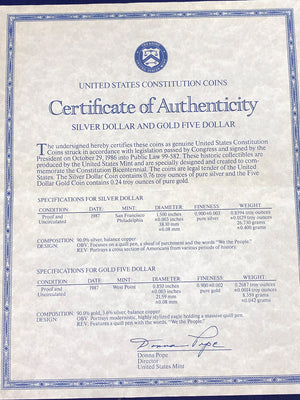 UNITED STATES CONSTITUTION COINS
Certificate of Authenticity
SILVER DOLLAR AND GOLD FIVE DOLLAR
The undersigned hereby certifies these coins as genuine United States Constitution
Coins struck in accordance with legislation passed by Congress and signed by the
President on October 29, 1986 into Public Law 99-582. These historic collectibles are
produced by the United States Mint and are specially designed and created to com-
memorate the Constitution Bicentennial. The coins are legal tender of the United
States. The Silver Dollar Coin contains 0.76 troy ounces of pure silver and the Five
Dollar Gold Coin contains 0.24 troy ounces of pure gold.
SPECIFICATIONS FOR SILVER DOLLAR
CONDITION: DATE: MINT: DIAMETER FINENESS: WEIGHT:
Proof and 1987 San Francisco 1.500 inches 0.900 ±0.003 0.8594 troy ounces
Uncirculated Philadelphia ±0.003 inches pure silver ±0.029 troy ounces
38.10 mm 26.730 grams
±0.08 mm ±0.400 grams
COMPOSITION: 90.0% silver, balance copper
DESIGN: OBV: Focuses on a quill pen, a sheaf of parchment and the words "We the People."
REV: Portrays a cross section of Americans from various periods of history.
SPECIFICATIONS FOR GOLD FIVE DOLLAR
CONDITION DATE: MINT: DIAMETER FINENESS: WEIGHT:
Proof and 1987 West Point 0.850 inches 0.900 ±0.002 0.2687 troy ounces
Uncirculated ±0.003 inches pure gold ±0.0014 troy ounces
21.59 mm 8.359 grams
±0.08 mm ±0.042 grams
COMPOSITION: 90.0% gold, 3.6% silver, balance copper
DESIGN: OBV: Portrays modernistic, highly-stylized eagle holding a massive quill pen.
REV: Features a quill pen with the words, "We the People."
Donna Pope
Donna Pope
Director
United States Mint